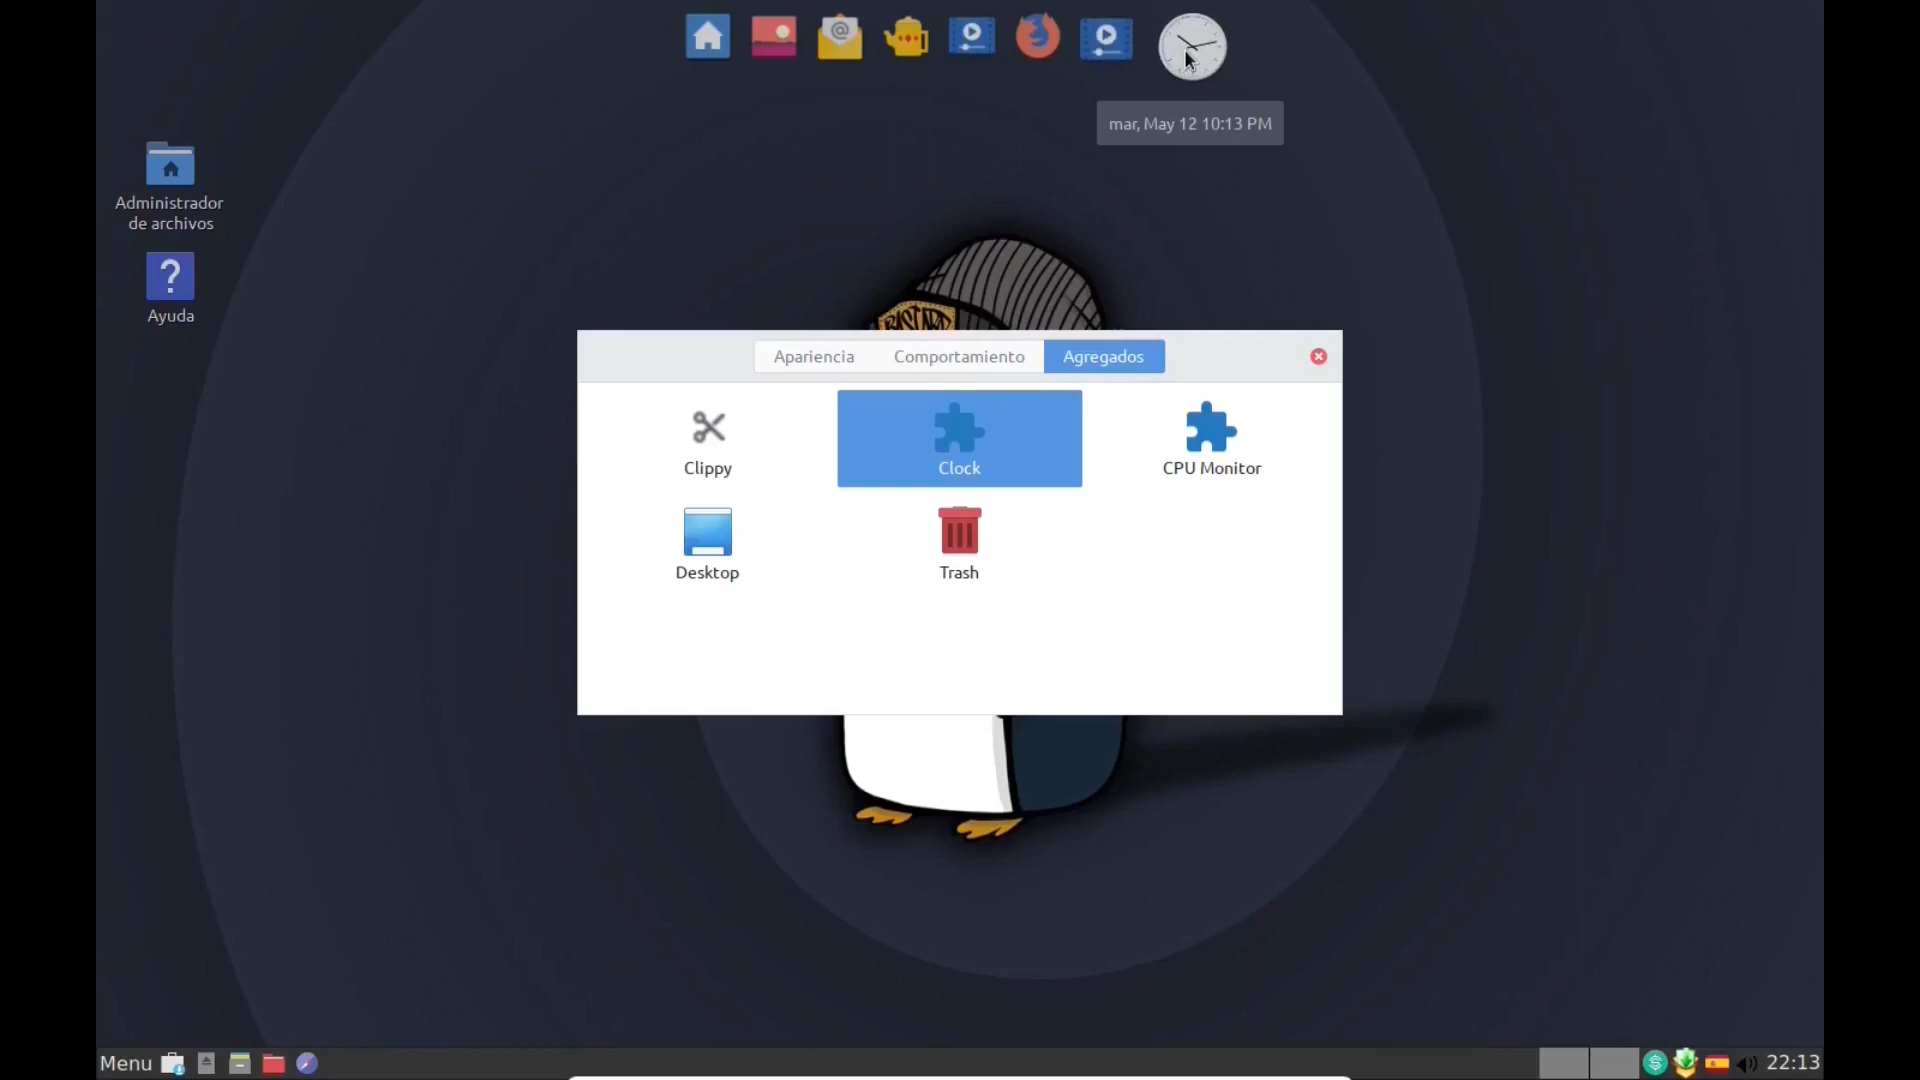 mar, May 12 10:13 PM
Administrador
de archivos
Ayuda
Apariencia
Comportamiento
Agregados
Clippy
Clock
CPU Monitor
Desktop
Trash
Menu
22:13